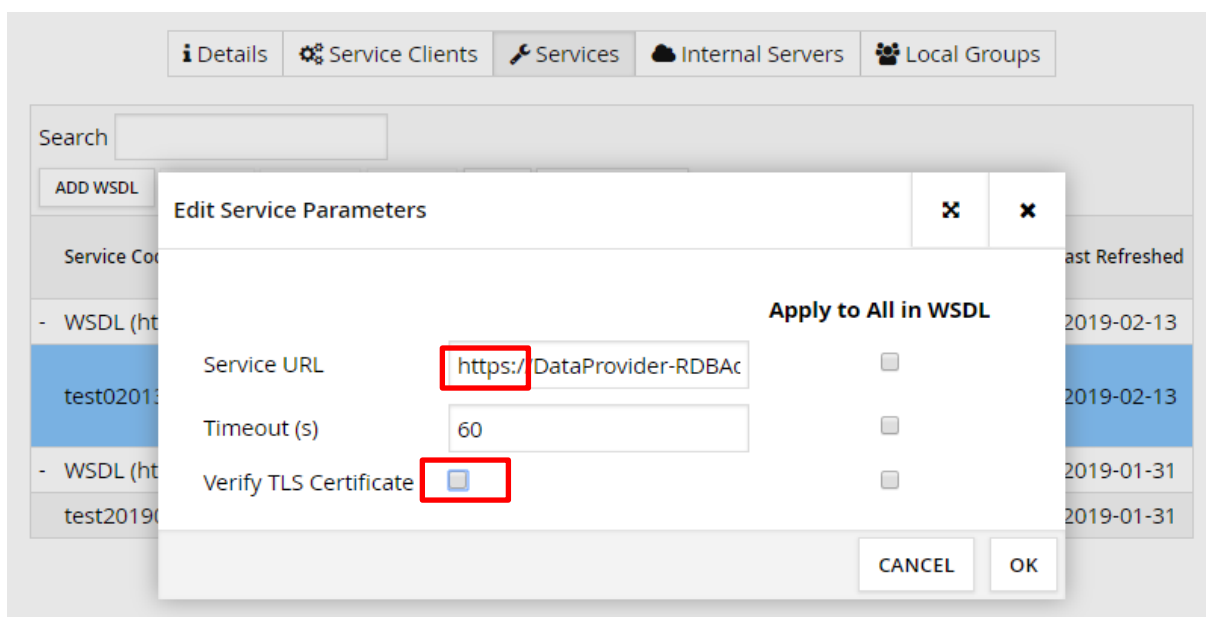 Details Service Clients Services Internal Servers Local Groups
Search
ADD WSDL
Edit Service Parameters
Service Co ast Refreshed
Apply to All in WSDL
- WSDL (ht 2019-02-13
Service URL https://DataProvider-RDBAc
test0201 2019-02-13
Timeout (s) 60
- WSDL (ht 2019-01-31
Verify TLS Certificate
test2019 2019-01-31
CANCEL OK